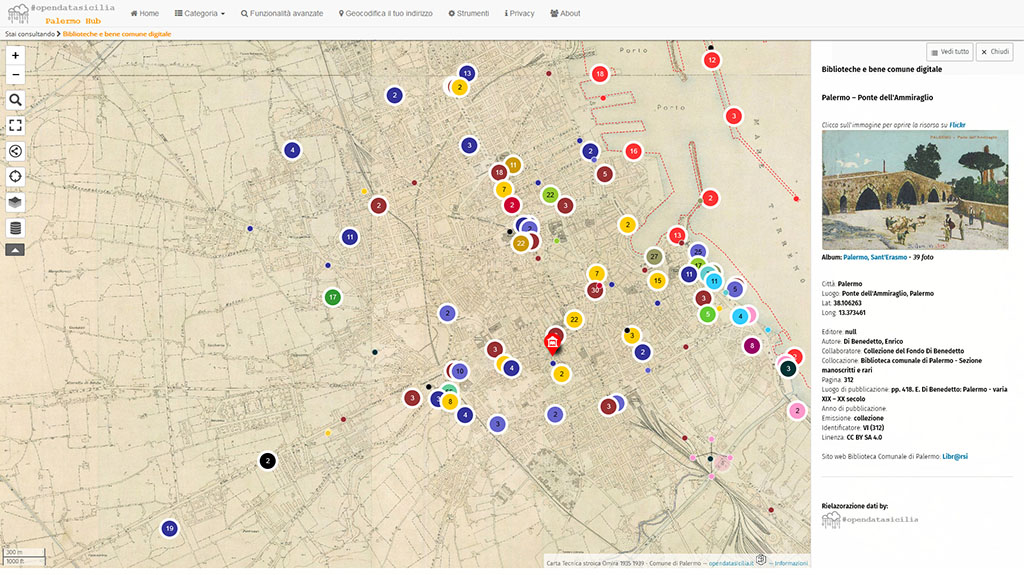 #opendatasicilia
Palermo Hub
Home
Categoria
Funzionalità avanzate
Geocodifica il tuo indirizzo
Strumenti
Privacy
About
Stai consultando > Biblioteche e bene comune digitale
Vedi tutto
Chiudi
Biblioteche e bene comune digitale
Palermo – Ponte dell'Ammiraglio
Clicca sull'immagine per aprire la risorsa su Flickr
Album: Palermo, Sant'Erasmo - 39 foto
Città: Palermo
Luogo: Ponte dell'Ammiraglio, Palermo
Lat: 38.106263
Long: 13.373461
Editore: null
Autore: Di Benedetto, Enrico
Collaboratore: Collezione del Fondo Di Benedetto
Collocazione: Biblioteca comunale di Palermo - Sezione
manoscritti e rari
Pagina: 312
Luogo di pubblicazione: pp. 418. E. Di Benedetto: Palermo - varia
XIX – XX secolo
Anno di pubblicazione:
Emissione: collezione
Identificatore: VI (312)
Linenza: CC BY SA 4.0
Sito web Biblioteca Comunale di Palermo: Libr@rsi
Rielazorazione dati by:
#opendatasicilia
Porto
Porto
MARE
TIRRENO
13
2
2
18
12
3
4
3
2
16
5
11
18
7
22
2
3
2
2
2
11
22
2
13
27
25
17
11
11
15
7
30
5
3
5
4
17
2
22
3
2
8
3
4
2
10
3
8
4
3
2
3
2
2
19
3
300 m
1000 ft
Carta Tecnica stroica Omira 1935 1939 - Comune di Palermo — opendatasicilia.it — Informazioni